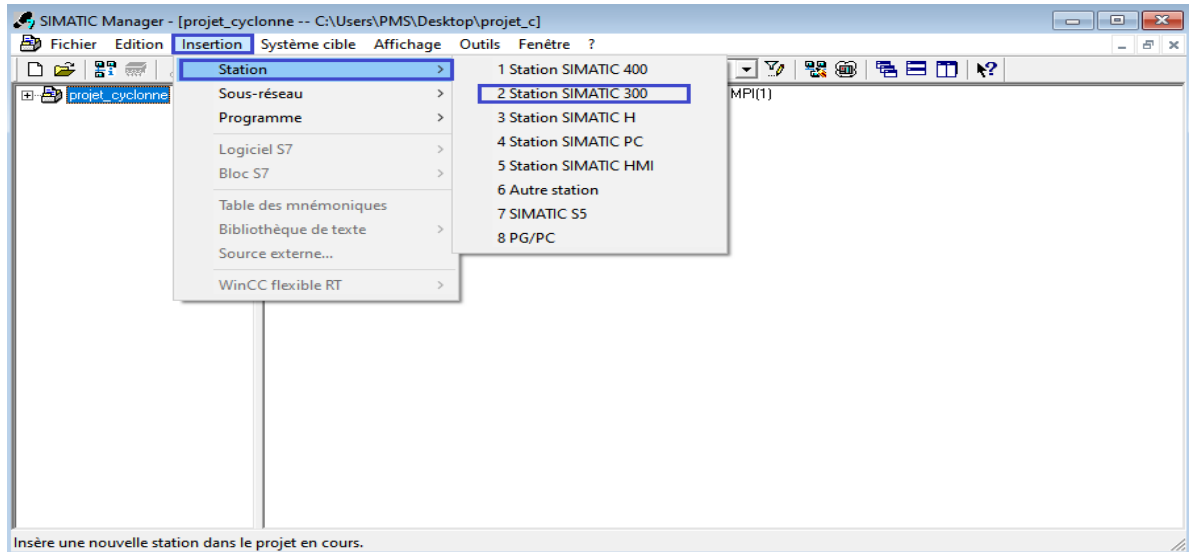 SIMATIC Manager - [projet_cyclonne -- C:\Users\PMS\Desktop\projet_c]
Fichier Edition Insertion Système cible Affichage Outils Fenêtre ?
Station > 1 Station SIMATIC 400
projet_cyclonne Sous-réseau > 2 Station SIMATIC 300 MPI(1)
Programme > 3 Station SIMATIC H
4 Station SIMATIC PC
Logiciel S7 >
5 Station SIMATIC HMI
Bloc S7 >
6 Autre station
Table des mnémoniques
7 SIMATIC S5
Bibliothèque de texte >
8 PG/PC
Source externe...
WinCC flexible RT >
Insère une nouvelle station dans le projet en cours.